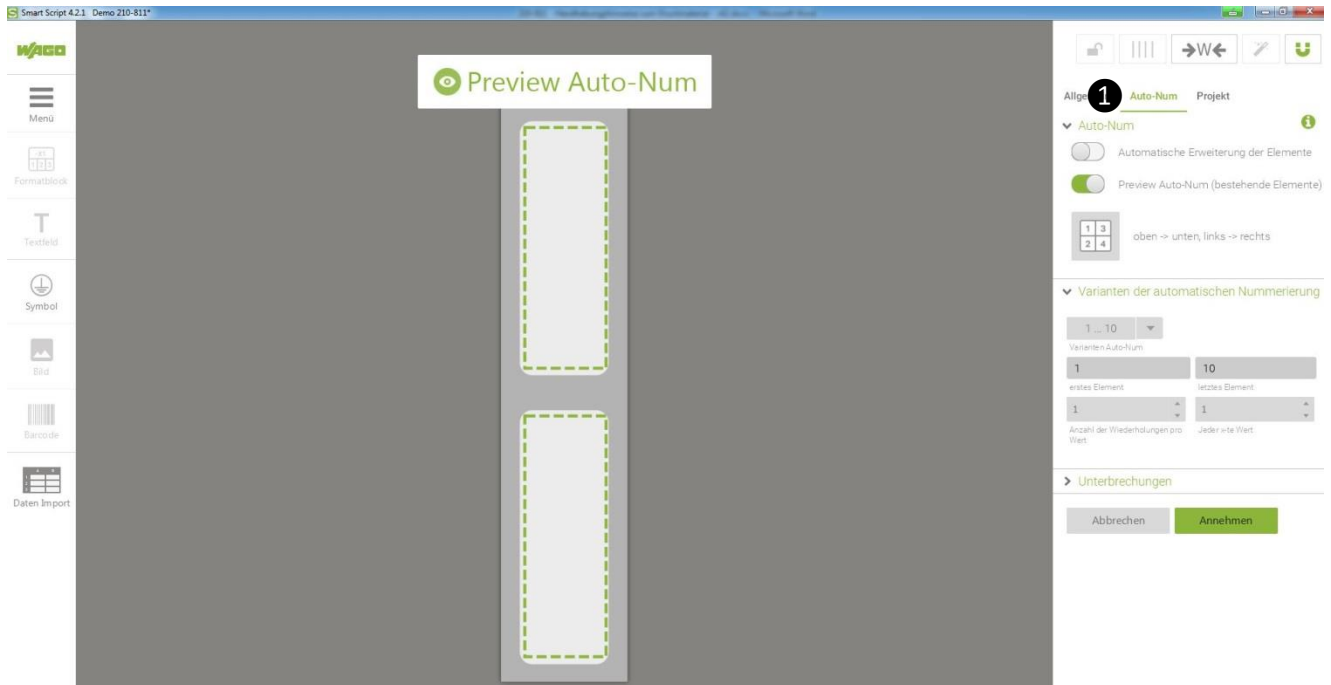 Smart Script 4.2.1 Demo 210-811*
WAGO
Menü
Formatblock
Textfeld
Symbol
Bild
Barcode
Daten Import
Preview Auto-Num
→W←
Allge 1 Auto-Num Projekt
Auto-Num
Automatische Erweiterung der Elemente
Preview Auto-Num (bestehende Elemente)
1 3
2 4
oben -> unten, links -> rechts
Varianten der automatischen Nummerierung
1 ... 10
Varianten Auto-Num
1 10
erstes Element letztes Element
1 1
Anzahl der Wiederholungen pro Jeder x-te Wert
Wert
Unterbrechungen
Abbrechen Annehmen